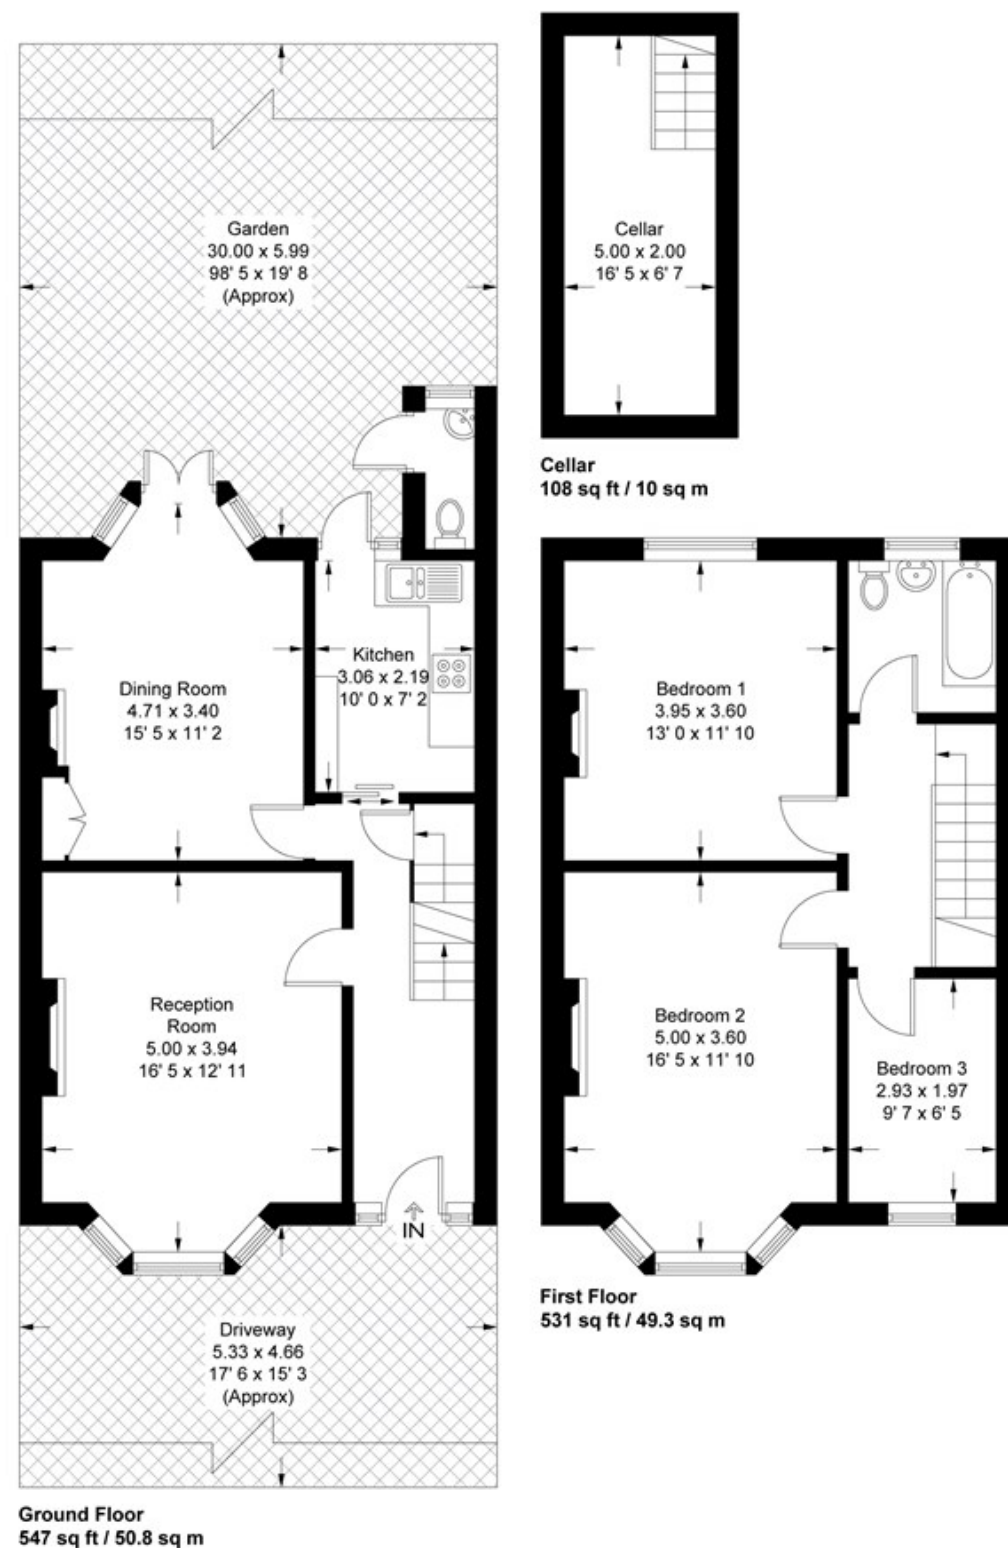 Garden
30.00 x 5.99
98' 5 x 19' 8
(Approx)
Cellar
5.00 x 2.00
16' 5 x 6' 7
Cellar
108 sq ft / 10 sq m
Kitchen
3.06 x 2.19
10' 0 x 7' 2
Dining Room
4.71 x 3.40
15' 5 x 11' 2
Bedroom 1
3.95 x 3.60
13' 0 x 11' 10
Reception
Room
5.00 x 3.94
16' 5 x 12' 11
Bedroom 2
5.00 x 3.60
16' 5 x 11' 10
Bedroom 3
2.93 x 1.97
9' 7 x 6' 5
IN
First Floor
531 sq ft / 49.3 sq m
Driveway
5.33 x 4.66
17' 6 x 15' 3
(Approx)
Ground Floor
547 sq ft / 50.8 sq m